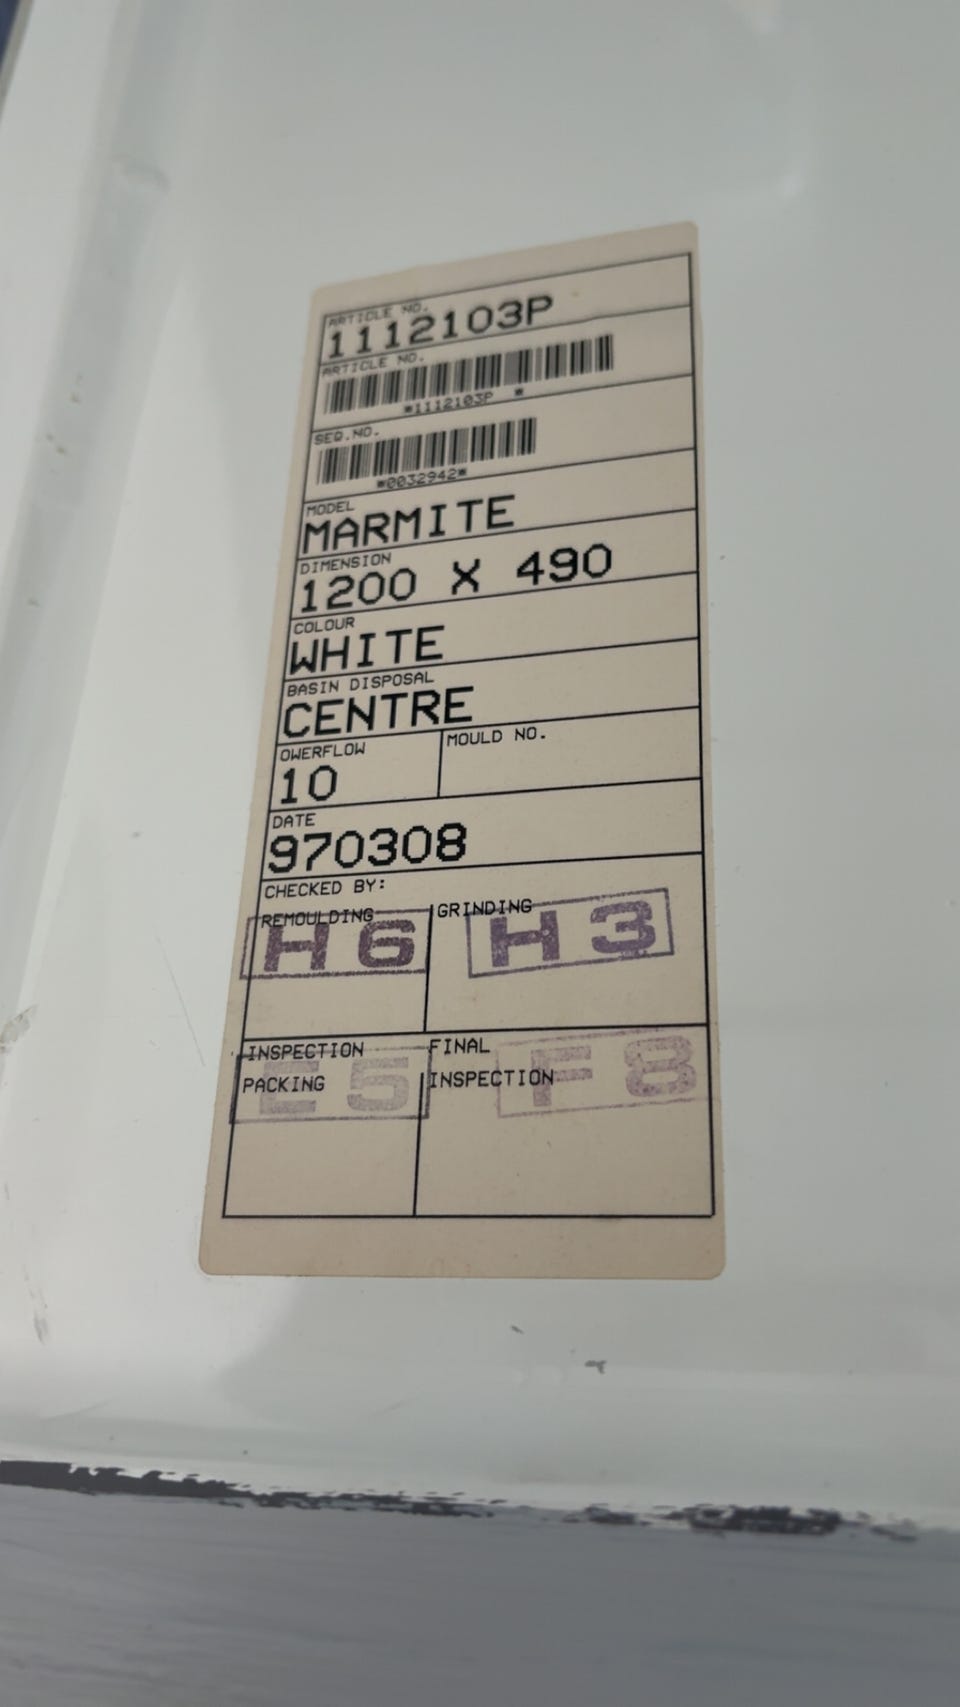 ARTICLE NO.
1112103P
ARTICLE NO.
*1112103P *
SEQ.NO.
*0032942*
MODEL
MARMITE
DIMENSION
1200 X 490
COLOUR
WHITE
BASIN DISPOSAL
CENTRE
OWERFLOW MOULD NO.
10
DATE
970308
CHECKED BY:
REMOULDING GRINDING
H6 H3
INSPECTION FINAL
PACKING INSPECTION
E5 F8